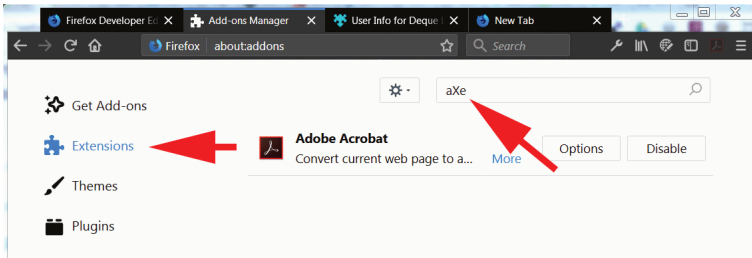 Firefox Developer Ed
Add-ons Manager
User Info for Deque
New Tab
Firefox about:addons
Search
Get Add-ons
Extensions
Themes
Plugins
aXe
Adobe Acrobat
Convert current web page to a... More
Options
Disable